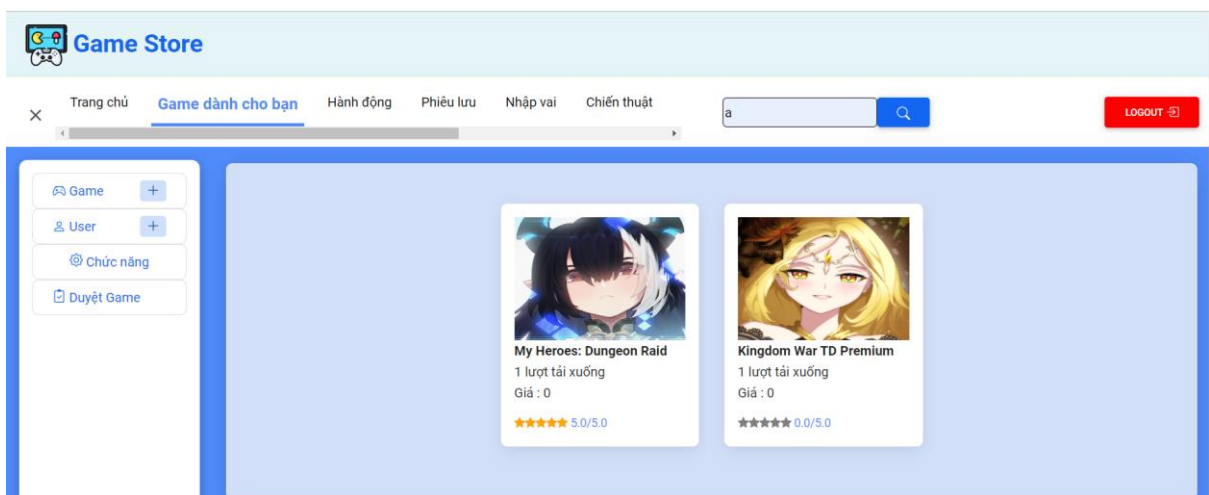 Game Store
Trang chủ Game dành cho bạn Hành động Phiêu lưu Nhập vai Chiến thuật a LOGOUT
Game +
User +
Chức năng
Duyệt Game
My Heroes: Dungeon Raid
1 lượt tải xuống
Giá : 0
5.0/5.0
Kingdom War TD Premium
1 lượt tải xuống
Giá : 0
0.0/5.0